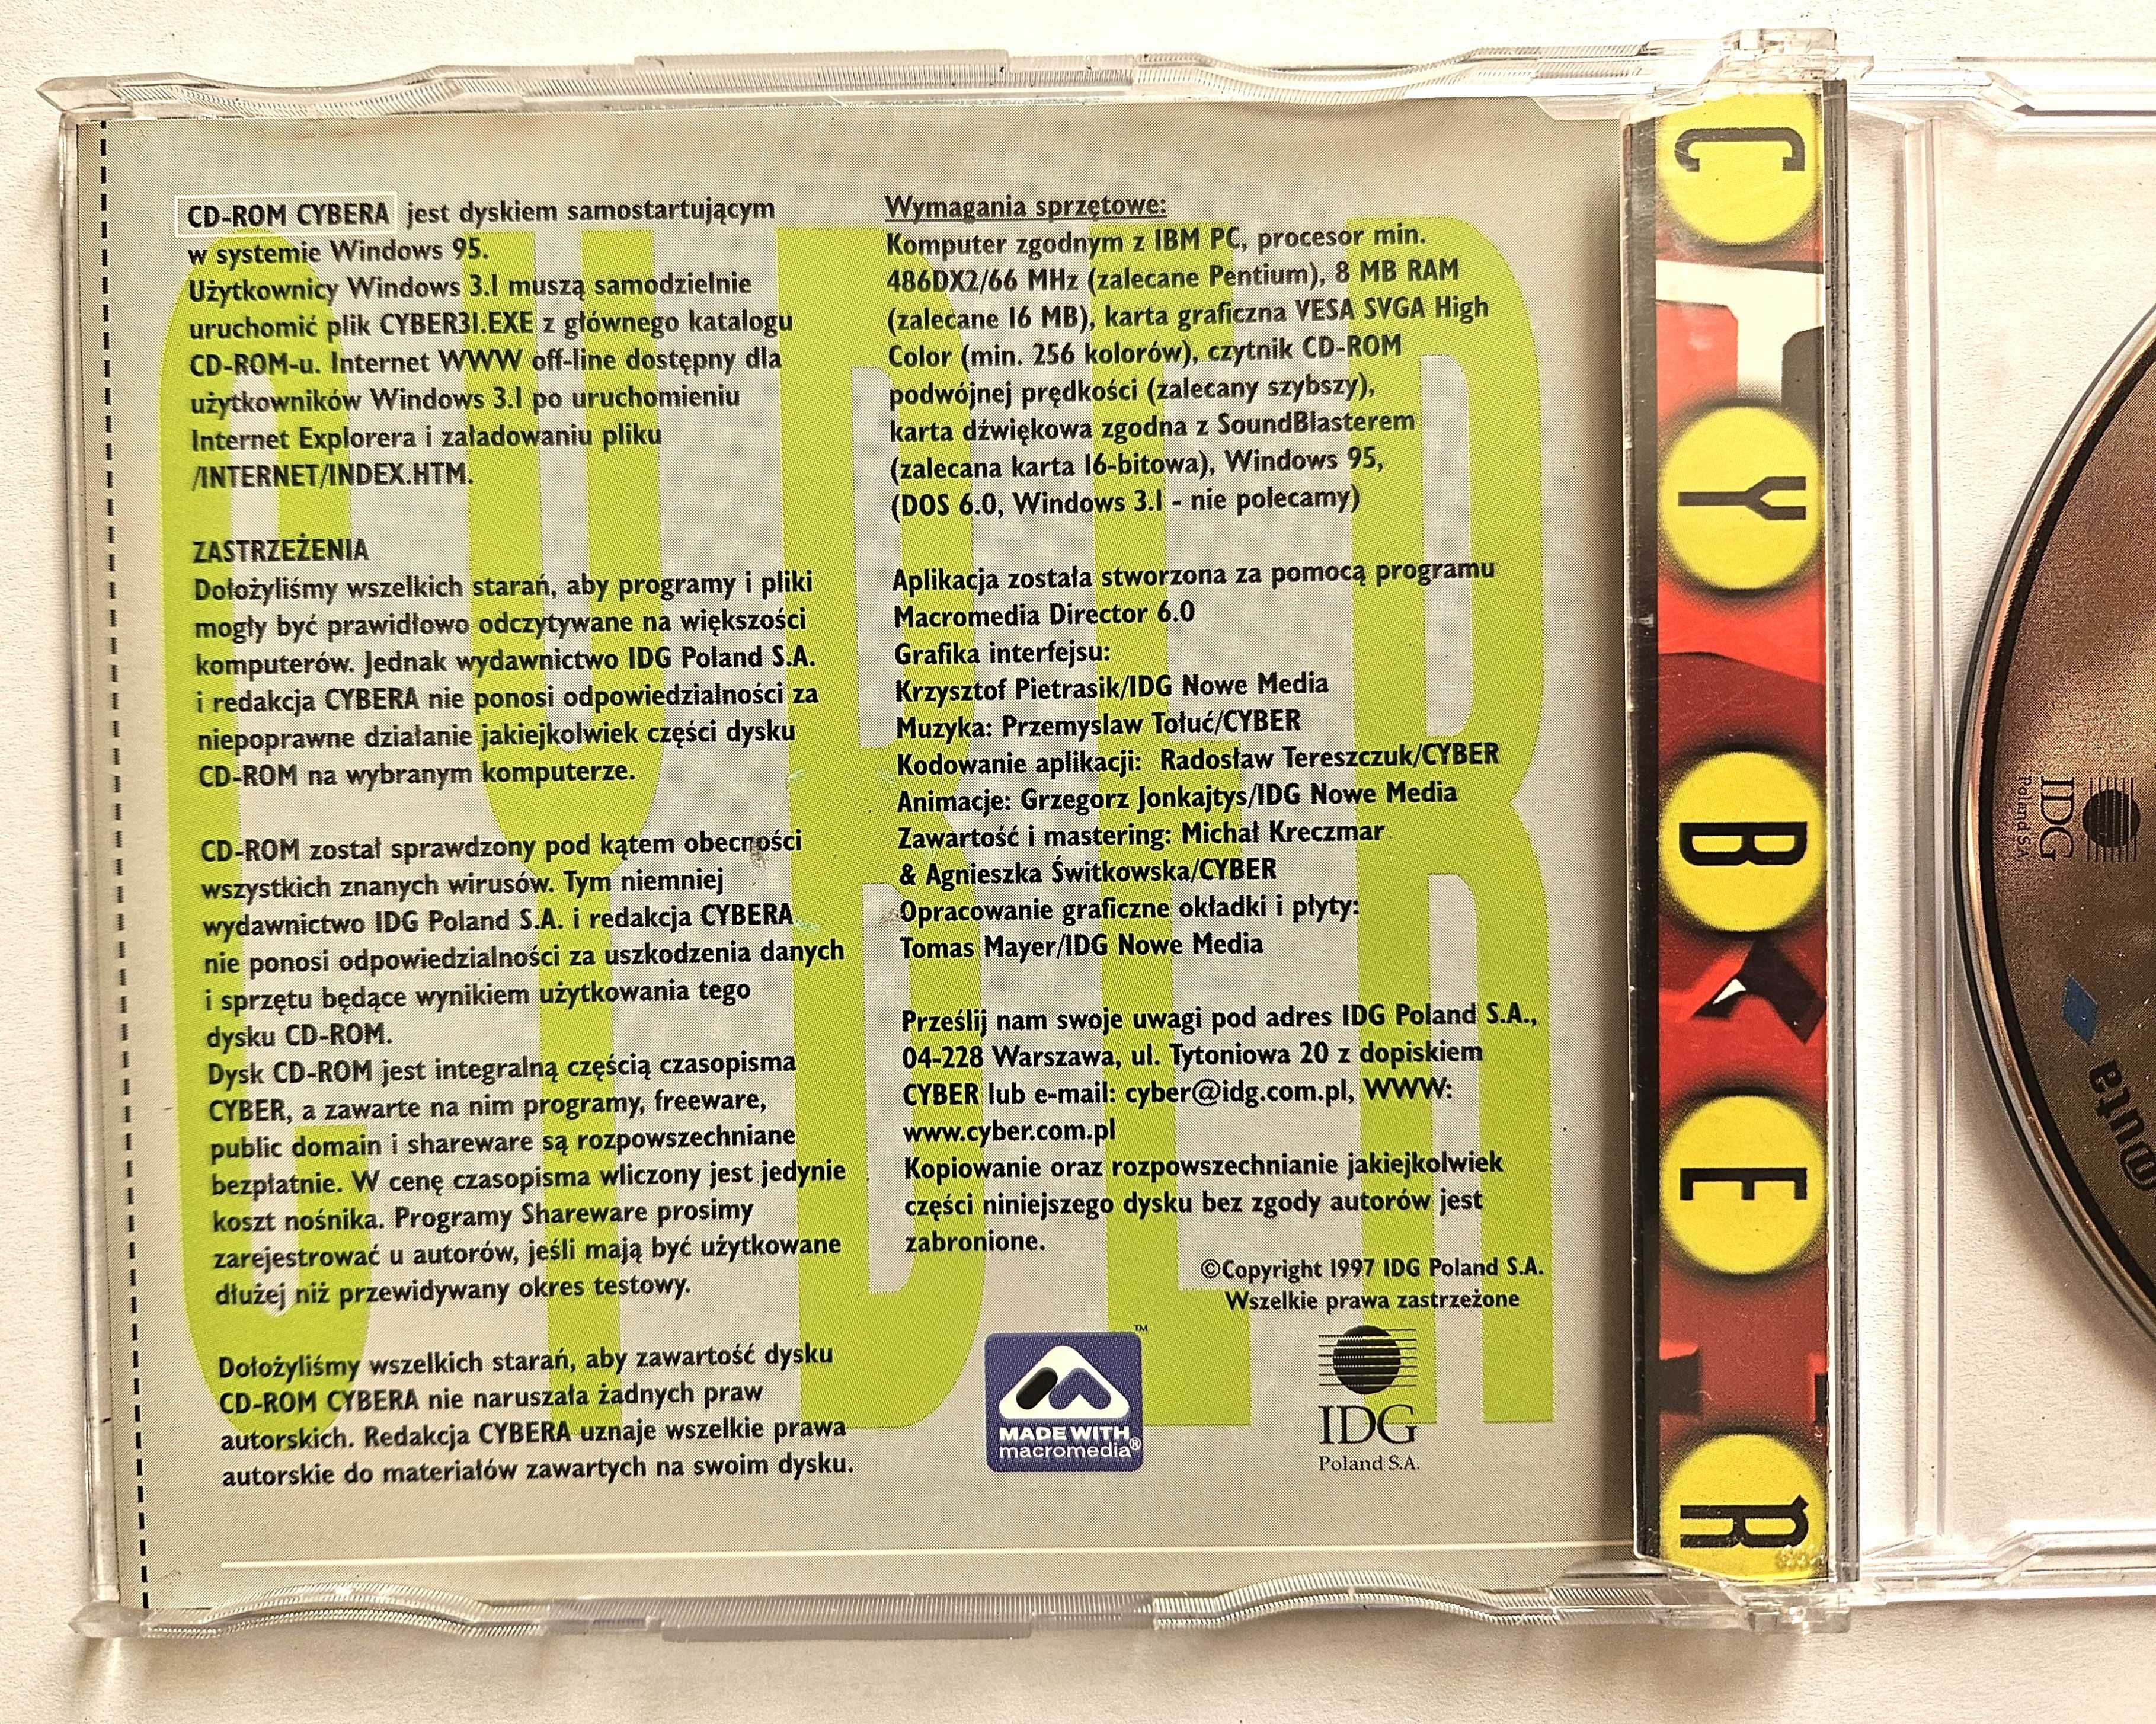 CD-ROM CYBERA jest dyskiem samostartującym
w systemie Windows 95.
Użytkownicy Windows 3.1 muszą samodzielnie
uruchomić plik CYBER31.EXE z głównego katalogu
CD-ROM-u. Internet WWW off-line dostępny dla
użytkowników Windows 3.1 po uruchomieniu
Internet Explorera i załadowaniu pliku
/INTERNET/INDEX.HTM.
ZASTRZEŻENIA
Dołożyliśmy wszelkich starań, aby programy i pliki
mogły być prawidłowo odczytywane na większości
komputerów. Jednak wydawnictwo IDG Poland S.A.
i redakcja CYBERA nie ponosi odpowiedzialności za
niepoprawne działanie jakiejkolwiek części dysku
CD-ROM na wybranym komputerze.
CD-ROM został sprawdzony pod kątem obecności
wszystkich znanych wirusów. Tym niemniej
wydawnictwo IDG Poland S.A. i redakcja CYBERA
nie ponosi odpowiedzialności za uszkodzenia danych
i sprzętu będące wynikiem użytkowania tego
dysku CD-ROM.
Dysk CD-ROM jest integralną częścią czasopisma
CYBER, a zawarte na nim programy, freeware,
public domain i shareware są rozpowszechniane
bezpłatnie. W cenę czasopisma wliczony jest jedynie
koszt nośnika. Programy Shareware prosimy
zarejestrować u autorów, jeśli mają być użytkowane
dłużej niż przewidywany okres testowy.
Dołożyliśmy wszelkich starań, aby zawartość dysku
CD-ROM CYBERA nie naruszała żadnych praw
autorskich. Redakcja CYBERA uznaje wszelkie prawa
autorskie do materiałów zawartych na swoim dysku.
Wymagania sprzętowe:
Komputer zgodnym z IBM PC, procesor min.
486DX2/66 MHz (zalecane Pentium), 8 MB RAM
(zalecane 16 MB), karta graficzna VESA SVGA High
Color (min. 256 kolorów), czytnik CD-ROM
podwójnej prędkości (zalecany szybszy),
karta dźwiękowa zgodna z SoundBlasterem
(zalecana karta 16-bitowa), Windows 95,
(DOS 6.0, Windows 3.1 - nie polecamy)
Aplikacja została stworzona za pomocą programu
Macromedia Director 6.0
Grafika interfejsu:
Krzysztof Pietrasik/IDG Nowe Media
Muzyka: Przemyslaw Tołuć/CYBER
Kodowanie aplikacji: Radosław Tereszczuk/CYBER
Animacje: Grzegorz Jonkajtys/IDG Nowe Media
Zawartość i mastering: Michał Kreczmar
& Agnieszka Świtkowska/CYBER
Opracowanie graficzne okładki i płyty:
Tomas Mayer/IDG Nowe Media
Prześlij nam swoje uwagi pod adres IDG Poland S.A.,
04-228 Warszawa, ul. Tytoniowa 20 z dopiskiem
CYBER lub e-mail: cyber@idg.com.pl, WWW:
www.cyber.com.pl
Kopiowanie oraz rozpowszechnianie jakiejkolwiek
części niniejszego dysku bez zgody autorów jest
zabronione.
©Copyright 1997 IDG Poland S.A.
Wszelkie prawa zastrzeżone
TM
MADE WITH
macromedia®
IDG
Poland S.A.
CYBER
CYBER
IDG
Poland S.A.